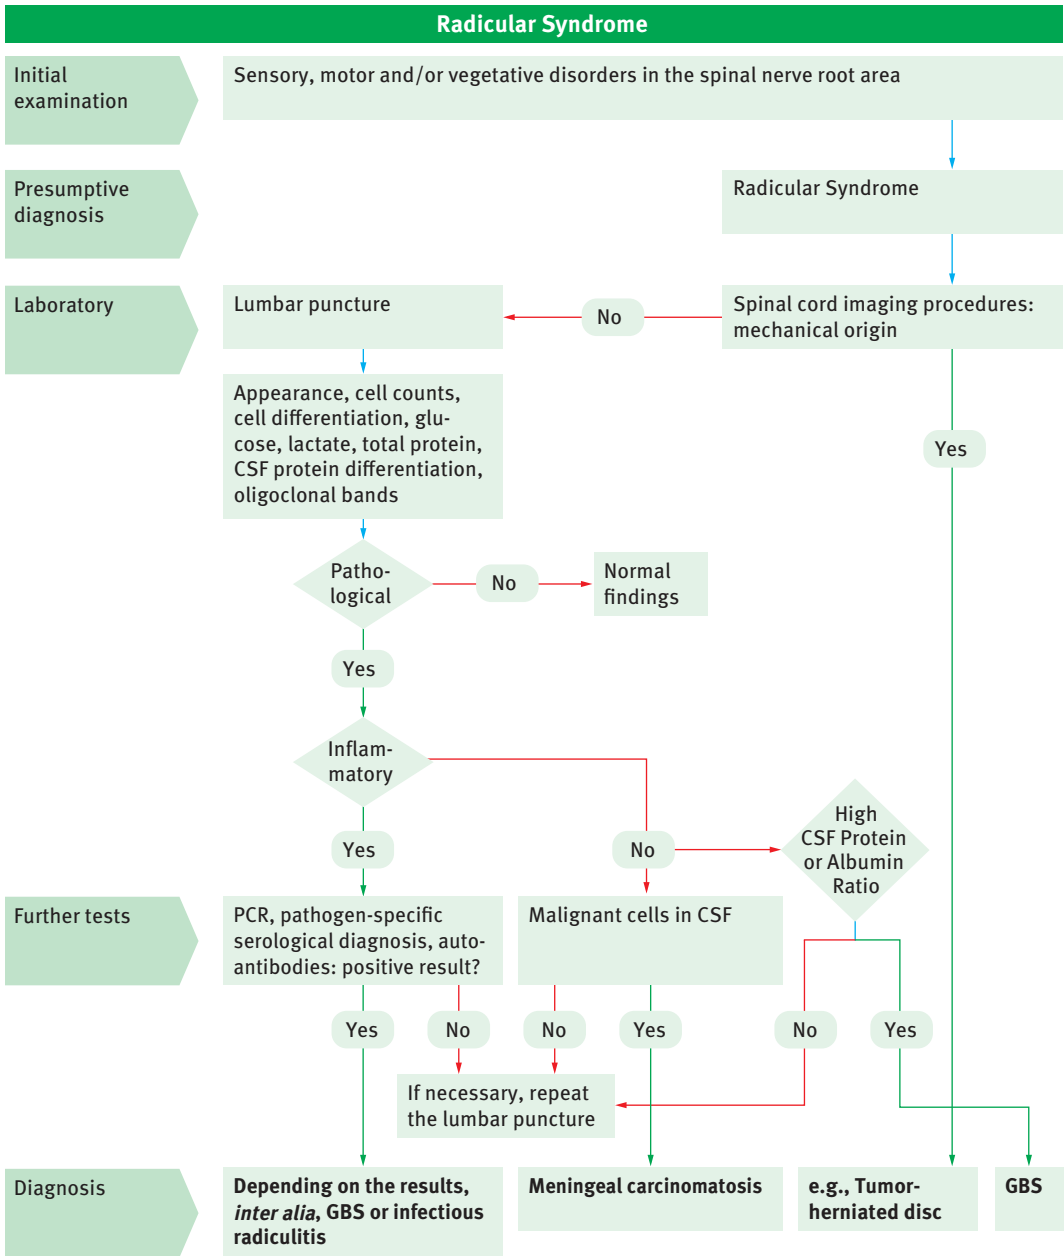 Radicular Syndrome
Initial
examination
Sensory, motor and/or vegetative disorders in the spinal nerve root area
Presumptive
diagnosis
Radicular Syndrome
Laboratory
Lumbar puncture
No
Spinal cord imaging procedures:
mechanical origin
Appearance, cell counts,
cell differentiation, glu-
cose, lactate, total protein,
CSF protein differentiation,
oligoclonal bands
Yes
Patho-
logical
No
Normal
findings
Yes
Inflam-
matory
Yes
No
High
CSF Protein
or Albumin
Ratio
Further tests
PCR, pathogen-specific
serological diagnosis, auto-
antibodies: positive result?
Malignant cells in CSF
Yes
No
No
Yes
No
Yes
If necessary, repeat
the lumbar puncture
Diagnosis
Depending on the results,
inter alia, GBS or infectious
radiculitis
Meningeal carcinomatosis
e.g., Tumor-
herniated disc
GBS